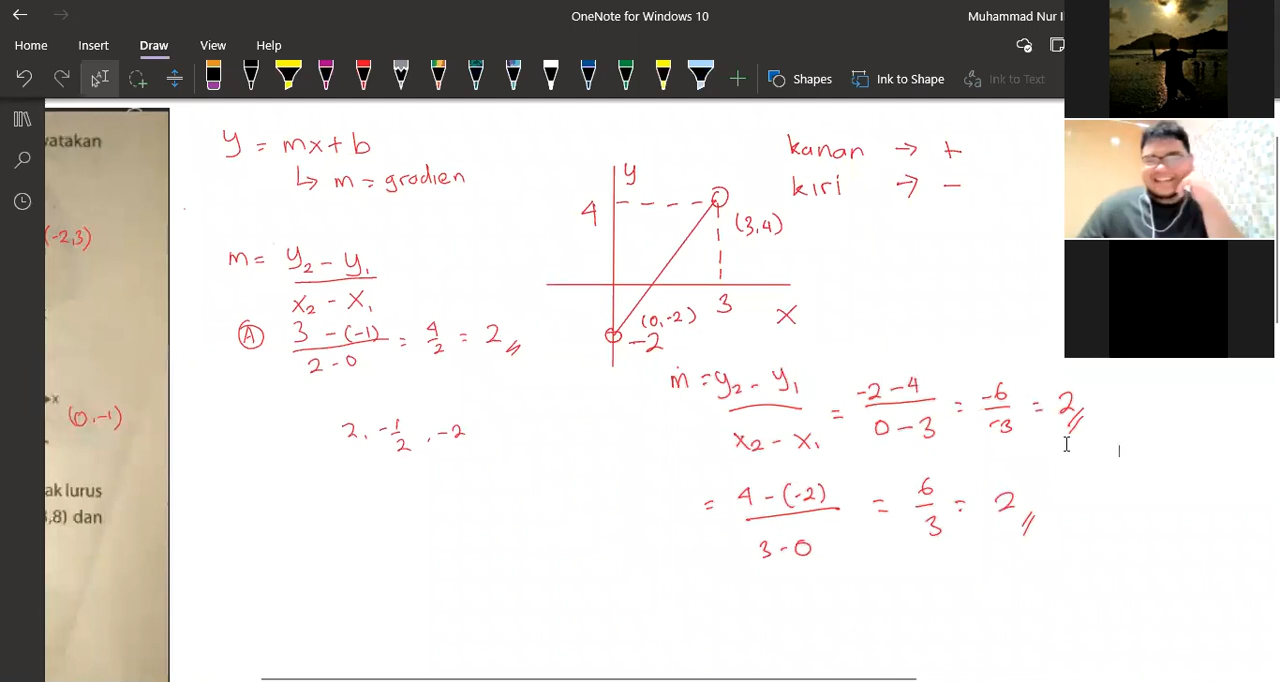 OneNote for Windows 10
Muhammad Nur I
Home Insert Draw View Help
Shapes Ink to Shape Ink to Text
watakan
(-2,3)
x
(0,-1)
ak lurus
,8) dan
y = mx + b
↳ m = gradien
m = y₂ - y₁ / x₂ - x₁
Ⓐ 3 - (-1) / 2 - 0 = 4/2 = 2 //
2, -1/2, -2
y
4
(3,4)
3
x
(0,-2)
-2
kanan → +
kiri → -
m = y₂ - y₁ / x₂ - x₁ = -2 - 4 / 0 - 3 = -6 / -3 = 2 //
= 4 - (-2) / 3 - 0 = 6/3 = 2 //